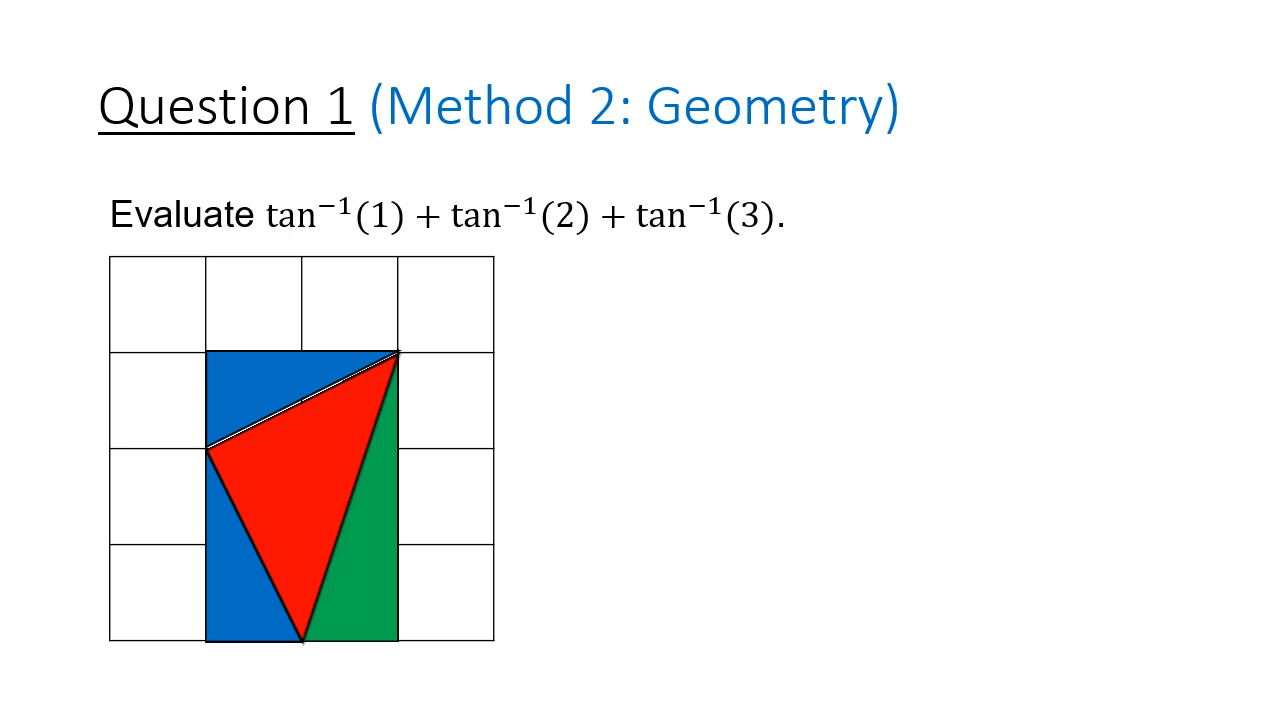 Question 1 (Method 2: Geometry)
Evaluate tan⁻¹(1) + tan⁻¹(2) + tan⁻¹(3).